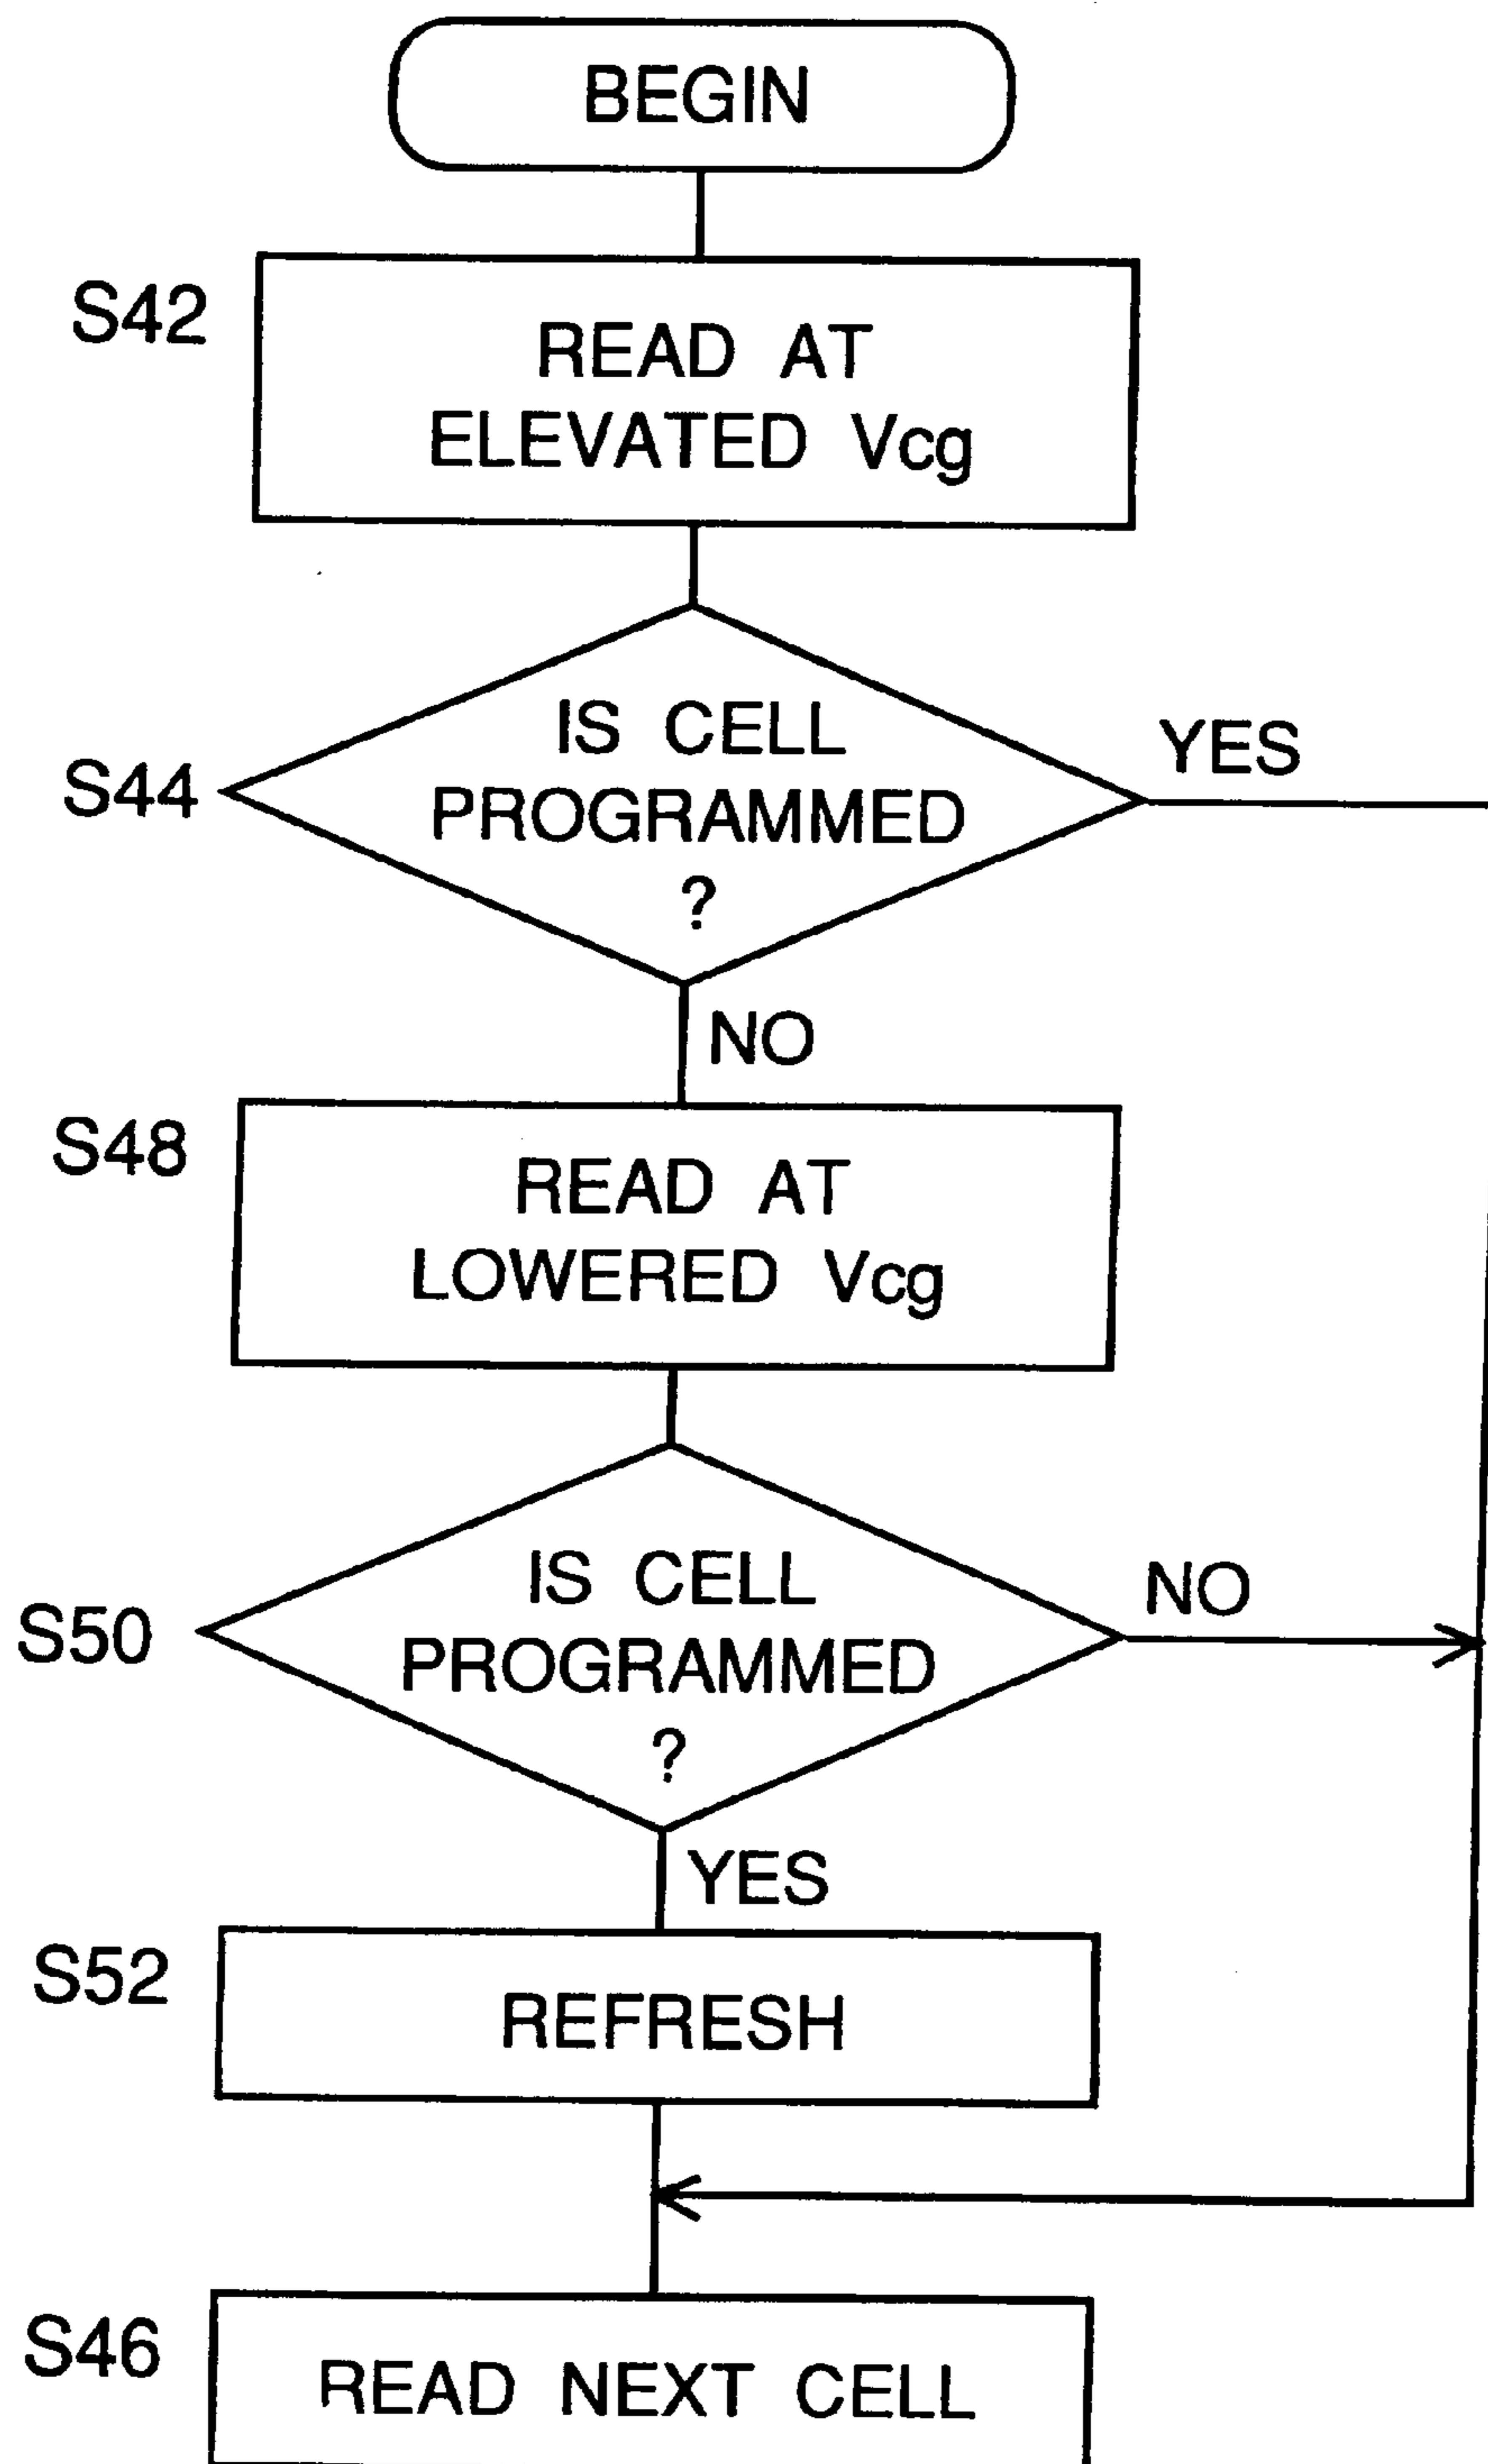 BEGIN
S42
READ AT
ELEVATED Vcg
S44
IS CELL
PROGRAMMED
?
YES
NO
S48
READ AT
LOWERED Vcg
S50
IS CELL
PROGRAMMED
?
NO
YES
S52
REFRESH
S46
READ NEXT CELL